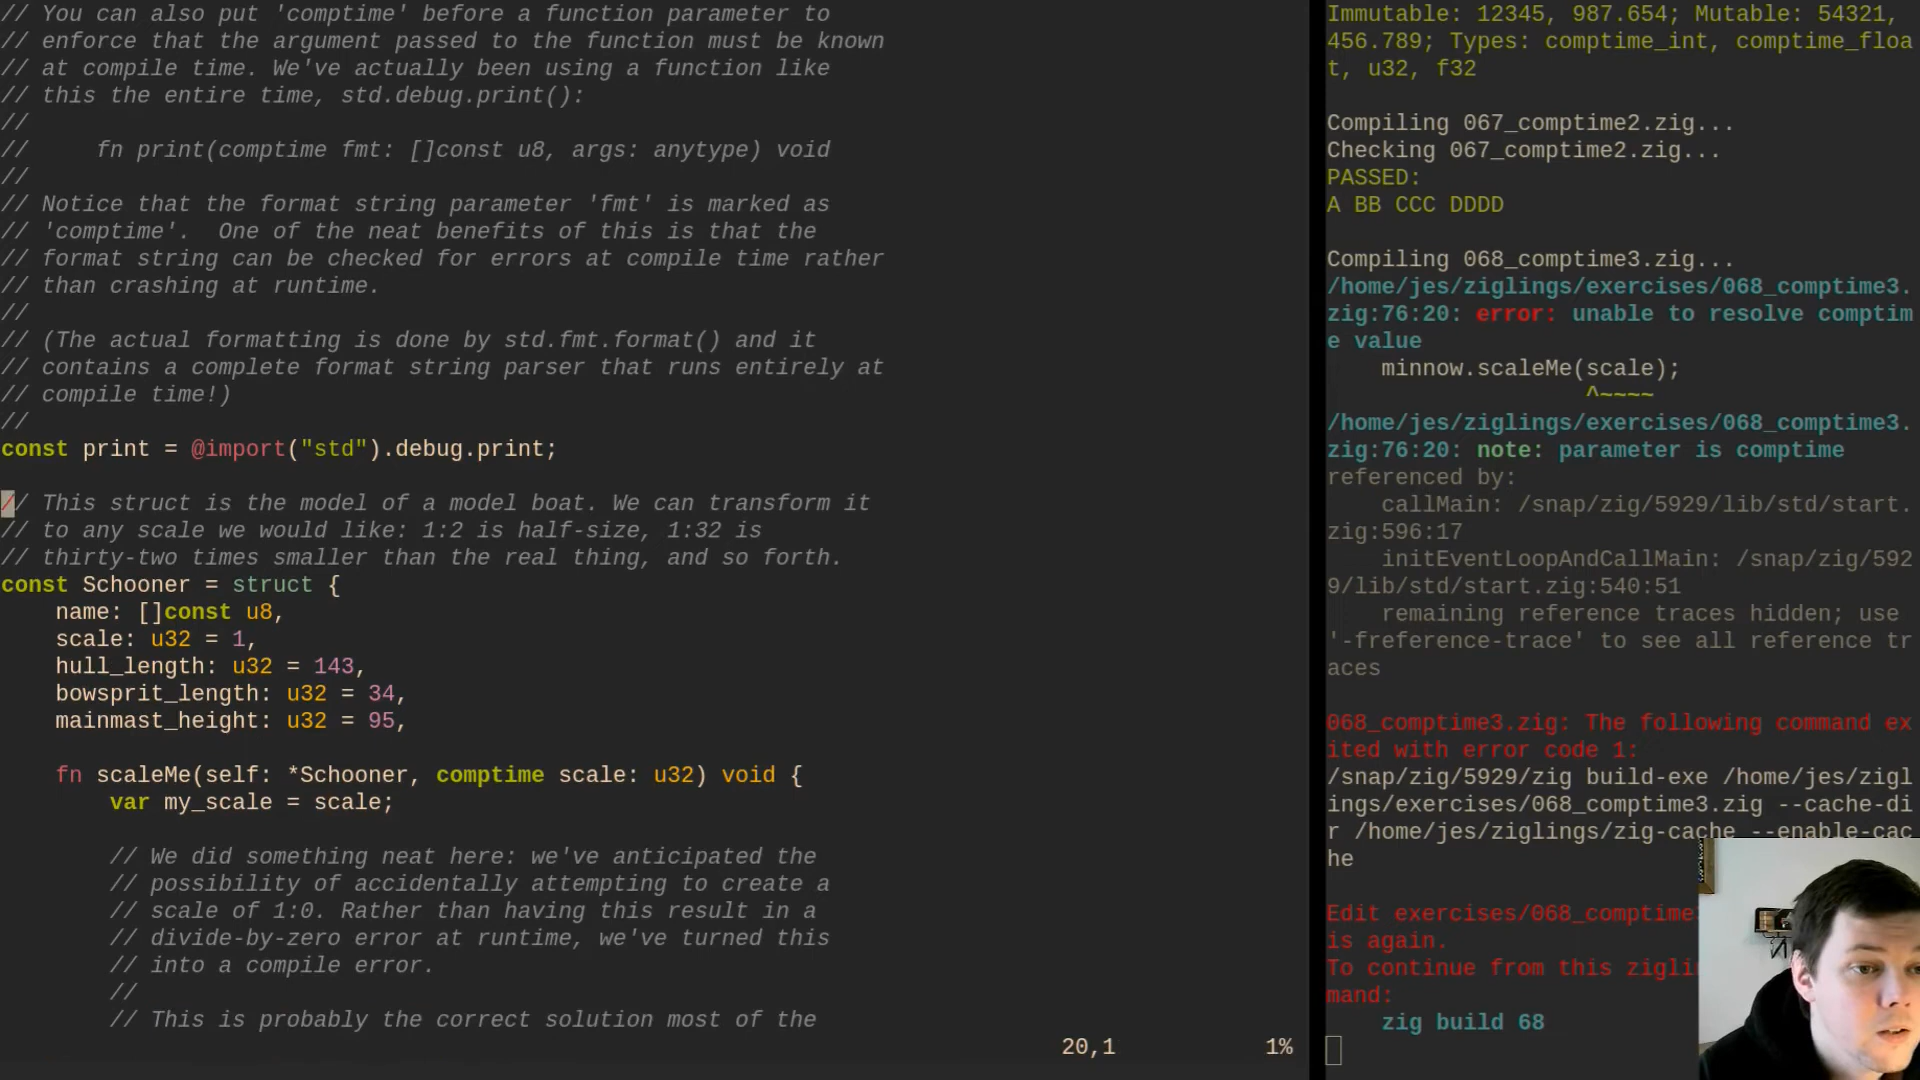 // You can also put 'comptime' before a function parameter to
// enforce that the argument passed to the function must be known
// at compile time. We've actually been using a function like
// this the entire time, std.debug.print():
//
//     fn print(comptime fmt: []const u8, args: anytype) void
//
// Notice that the format string parameter 'fmt' is marked as
// 'comptime'.  One of the neat benefits of this is that the
// format string can be checked for errors at compile time rather
// than crashing at runtime.
//
// (The actual formatting is done by std.fmt.format() and it
// contains a complete format string parser that runs entirely at
// compile time!)
//
const print = @import("std").debug.print;

// This struct is the model of a model boat. We can transform it
// to any scale we would like: 1:2 is half-size, 1:32 is
// thirty-two times smaller than the real thing, and so forth.
const Schooner = struct {
    name: []const u8,
    scale: u32 = 1,
    hull_length: u32 = 143,
    bowsprit_length: u32 = 34,
    mainmast_height: u32 = 95,

    fn scaleMe(self: *Schooner, comptime scale: u32) void {
        var my_scale = scale;

        // We did something neat here: we've anticipated the
        // possibility of accidentally attempting to create a
        // scale of 1:0. Rather than having this result in a
        // divide-by-zero error at runtime, we've turned this
        // into a compile error.
        //
        // This is probably the correct solution most of the
20,1 1%
Immutable: 12345, 987.654; Mutable: 54321,
456.789; Types: comptime_int, comptime_floa
t, u32, f32

Compiling 067_comptime2.zig...
Checking 067_comptime2.zig...
PASSED:
A BB CCC DDDD

Compiling 068_comptime3.zig...
/home/jes/ziglings/exercises/068_comptime3.
zig:76:20: error: unable to resolve comptim
e value
    minnow.scaleMe(scale);
                   ^~~~~
/home/jes/ziglings/exercises/068_comptime3.
zig:76:20: note: parameter is comptime
referenced by:
    callMain: /snap/zig/5929/lib/std/start.
zig:596:17
    initEventLoopAndCallMain: /snap/zig/592
9/lib/std/start.zig:540:51
    remaining reference traces hidden; use
'-freference-trace' to see all reference tr
aces

068_comptime3.zig: The following command ex
ited with error code 1:
/snap/zig/5929/zig build-exe /home/jes/zigl
ings/exercises/068_comptime3.zig --cache-di
r /home/jes/ziglings/zig-cache --enable-cac
he

Edit exercises/068_comptime
is again.
To continue from this zigli
mand:
    zig build 68